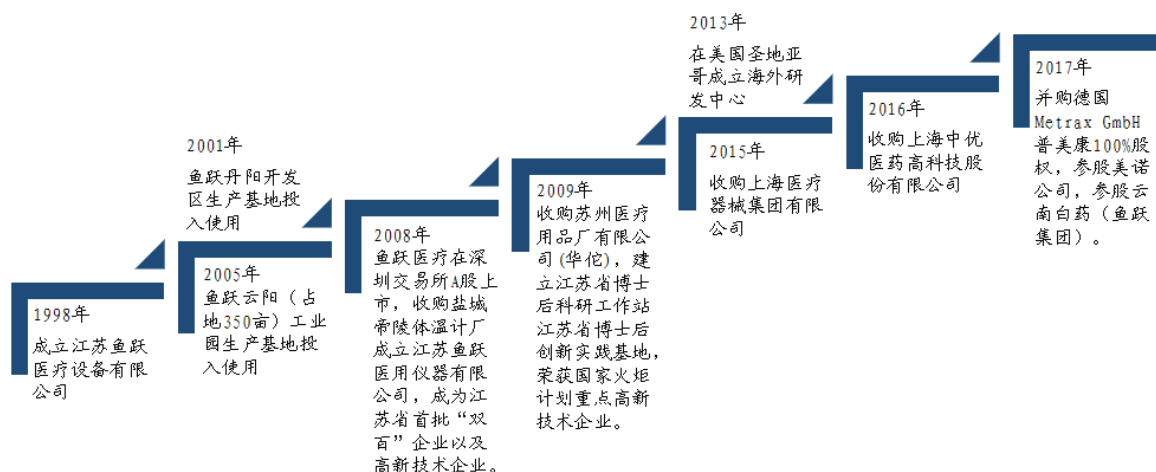 1998年
成立江苏鱼跃
医疗设备有限
公司
2001年
鱼跃丹阳开发
区生产基地投
入使用
2005年
鱼跃云阳（占
地350亩）工业
园生产基地投
入使用
2008年
鱼跃医疗在深
圳交易所A股上
市，收购盐城
帝陵体温计厂
成立江苏鱼跃
医用仪器有限
公司，成为江
苏省首批“双
百”企业以及
高新技术企业。
2009年
收购苏州医疗
用品厂有限公
司(华佗)，建
立江苏省博士
后科研工作站
江苏省博士后
创新实践基地，
荣获国家火炬
计划重点高新
技术企业。
2013年
在美国圣地亚
哥成立海外研
发中心
2015年
收购上海医疗
器械集团有限
公司
2016年
收购上海中优
医药高科技股
份有限公司
2017年
并购德国
Metrax GmbH
普美康100%股
权，参股美诺
公司，参股云
南白药（鱼跃
集团）。